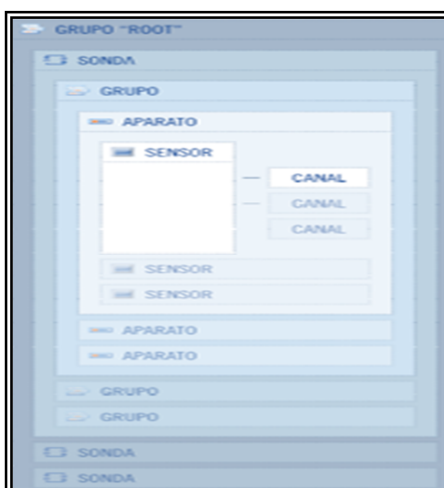 GRUPO "ROOT"
SONDA
GRUPO
APARATO
SENSOR
CANAL
CANAL
CANAL
SENSOR
SENSOR
APARATO
APARATO
GRUPO
GRUPO
SONDA
SONDA